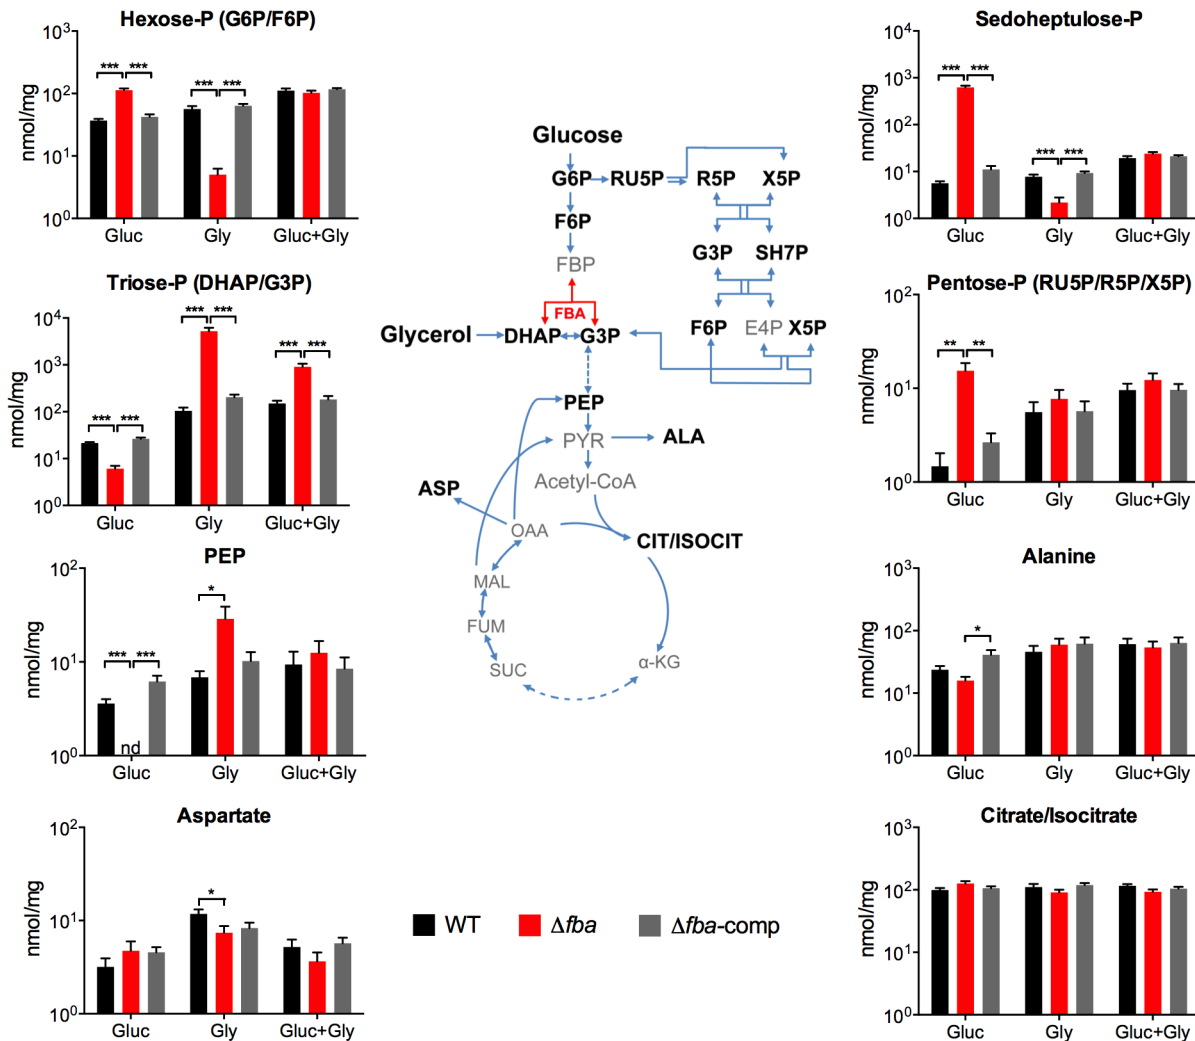 Hexose-P (G6P/F6P)
nmol/mg
10³
10²
10¹
10⁰
*** ***
*** ***
Gluc Gly Gluc+Gly
Triose-P (DHAP/G3P)
nmol/mg
10⁴
10³
10²
10¹
10⁰
*** ***
*** ***
*** ***
Gluc Gly Gluc+Gly
PEP
nmol/mg
10²
10¹
10⁰
*** ***
*
nd
Gluc Gly Gluc+Gly
Aspartate
nmol/mg
10²
10¹
10⁰
*
Gluc Gly Gluc+Gly
Glucose
G6P RU5P R5P X5P
F6P
FBP
G3P SH7P
FBA
Glycerol DHAP G3P
F6P E4P X5P
PEP
PYR ALA
Acetyl-CoA
ASP
OAA
CIT/ISOCIT
MAL
FUM
SUC α-KG
WT Δfba Δfba-comp
Sedoheptulose-P
nmol/mg
10⁴
10³
10²
10¹
10⁰
*** ***
*** ***
Gluc Gly Gluc+Gly
Pentose-P (RU5P/R5P/X5P)
nmol/mg
10²
10¹
10⁰
** **
Gluc Gly Gluc+Gly
Alanine
nmol/mg
10³
10²
10¹
10⁰
*
Gluc Gly Gluc+Gly
Citrate/Isocitrate
nmol/mg
10³
10²
10¹
10⁰
Gluc Gly Gluc+Gly